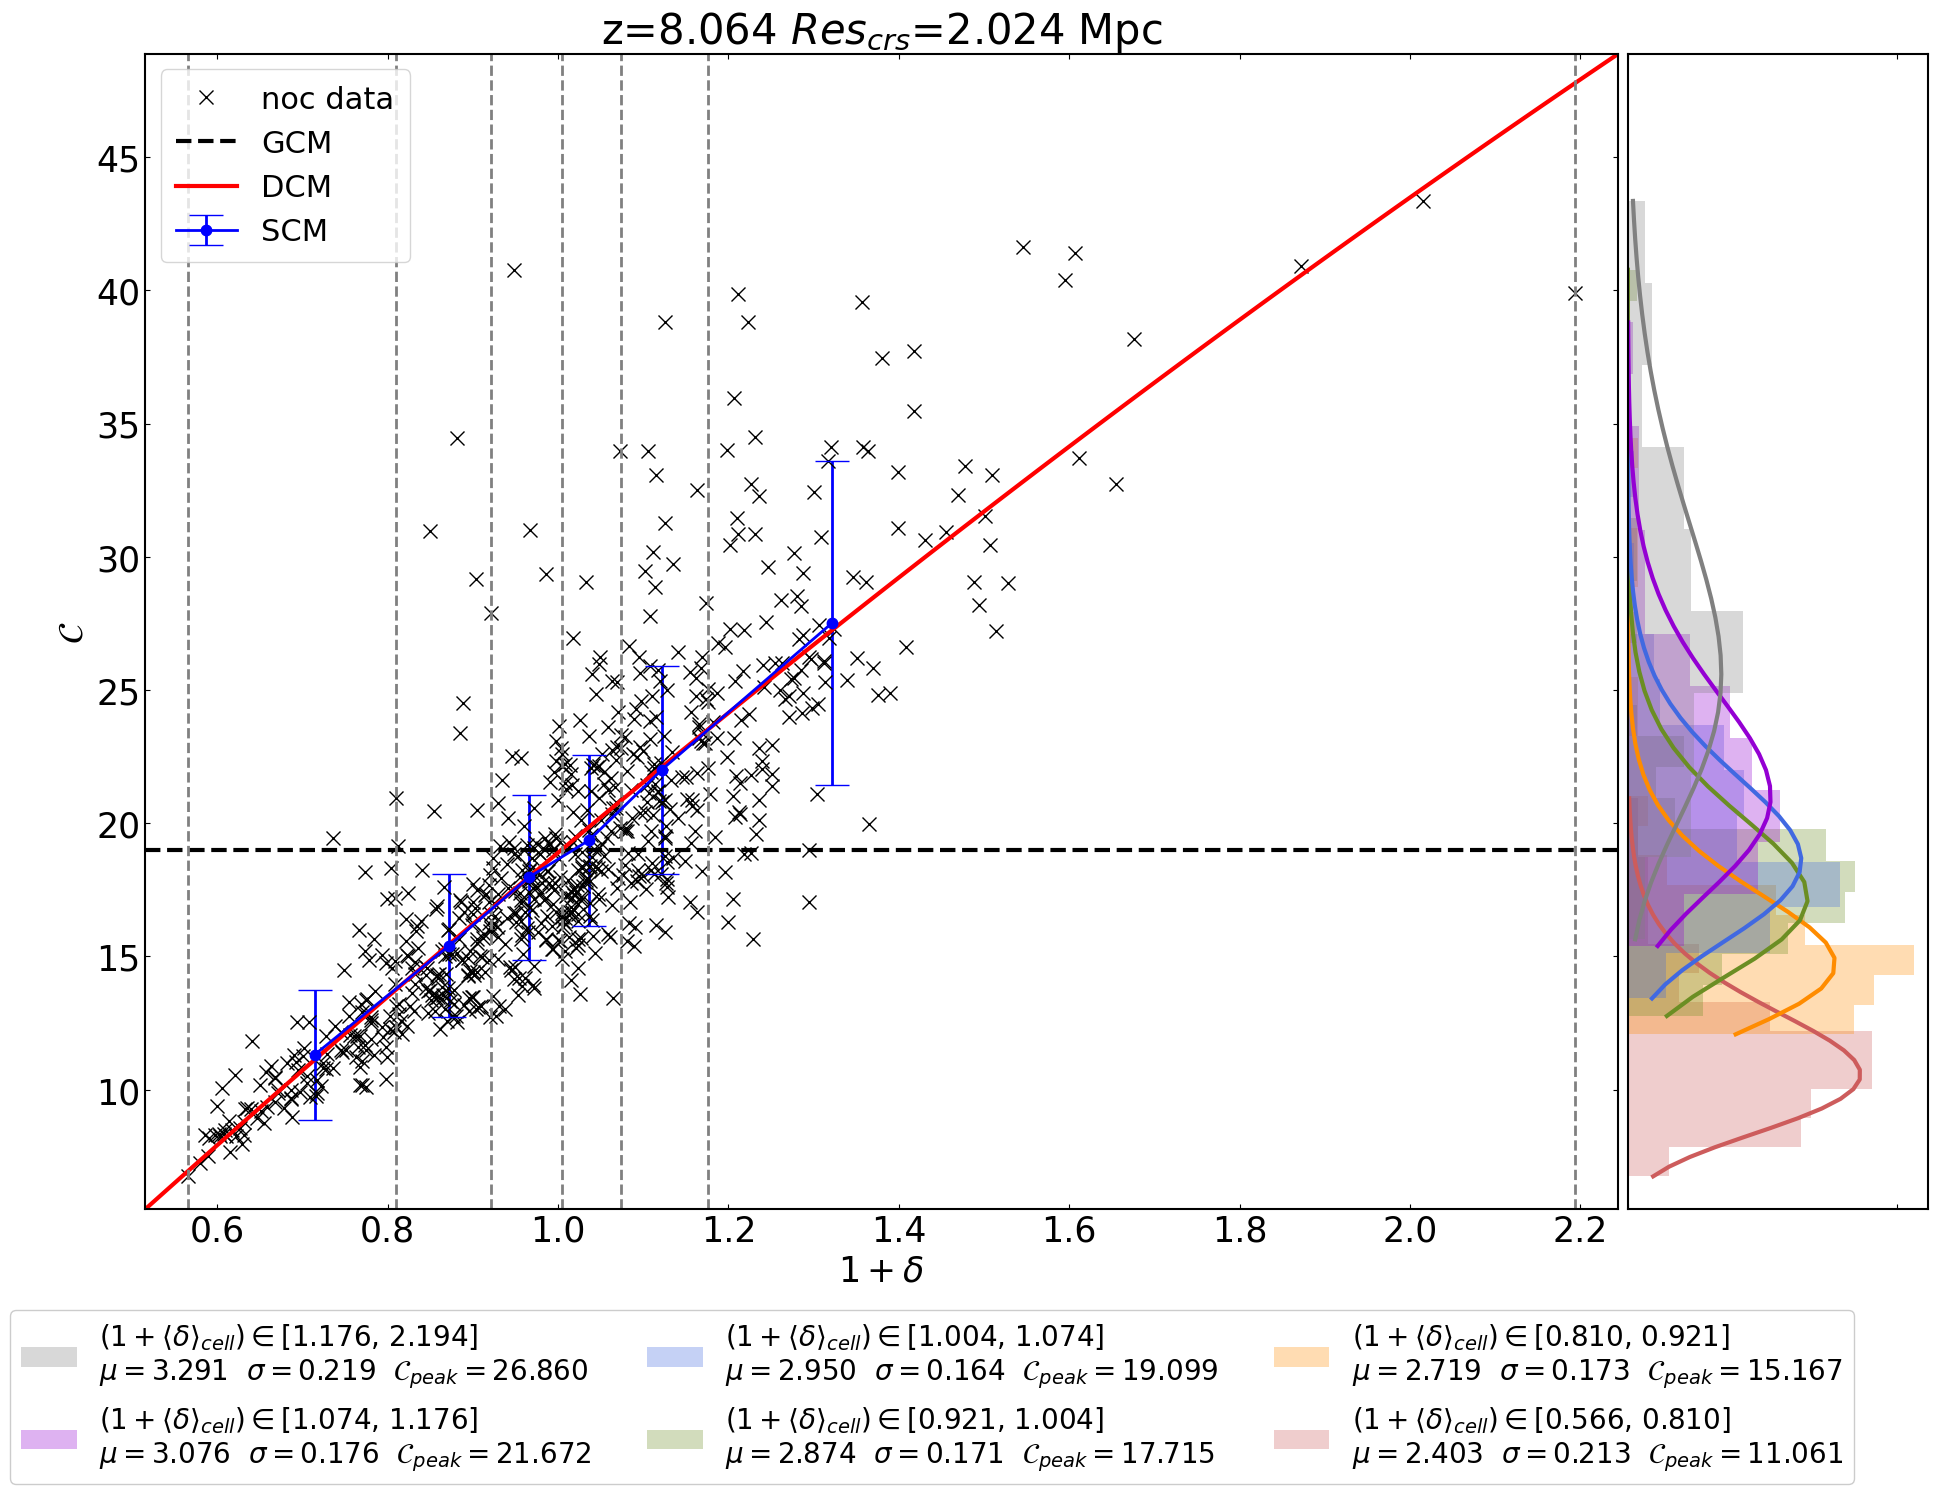 z=8.064 Res_crs=2.024 Mpc
noc data
GCM
DCM
SCM
45
40
35
30
25
20
15
10
𝒞
0.6 0.8 1.0 1.2 1.4 1.6 1.8 2.0 2.2
1 + δ
(1 + ⟨δ⟩_cell) ∈ [1.176, 2.194]
μ = 3.291 σ = 0.219 𝒞_peak = 26.860
(1 + ⟨δ⟩_cell) ∈ [1.074, 1.176]
μ = 3.076 σ = 0.176 𝒞_peak = 21.672
(1 + ⟨δ⟩_cell) ∈ [1.004, 1.074]
μ = 2.950 σ = 0.164 𝒞_peak = 19.099
(1 + ⟨δ⟩_cell) ∈ [0.921, 1.004]
μ = 2.874 σ = 0.171 𝒞_peak = 17.715
(1 + ⟨δ⟩_cell) ∈ [0.810, 0.921]
μ = 2.719 σ = 0.173 𝒞_peak = 15.167
(1 + ⟨δ⟩_cell) ∈ [0.566, 0.810]
μ = 2.403 σ = 0.213 𝒞_peak = 11.061